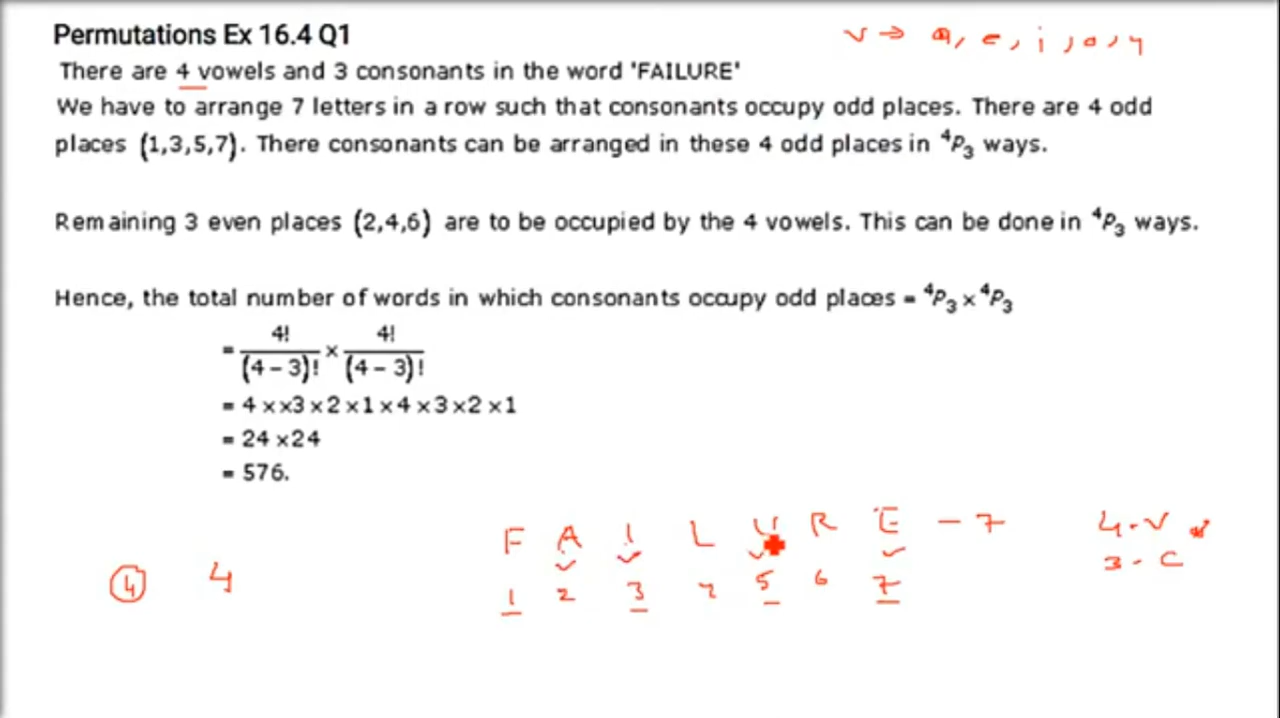 Permutations Ex 16.4 Q1
v → a, e, i, o, u
There are 4 vowels and 3 consonants in the word 'FAILURE'
We have to arrange 7 letters in a row such that consonants occupy odd places. There are 4 odd
places (1,3,5,7). There consonants can be arranged in these 4 odd places in ⁴P₃ ways.
Remaining 3 even places (2,4,6) are to be occupied by the 4 vowels. This can be done in ⁴P₃ ways.
Hence, the total number of words in which consonants occupy odd places = ⁴P₃ × ⁴P₃
= 4!/(4 − 3)! × 4!/(4 − 3)!
= 4 ××3 × 2 × 1 × 4 × 3 × 2 × 1
= 24 ×24
= 576.
F A I L U R E - 7
4 - V
3 - C
④ 4
1 2 3 4 5 6 7